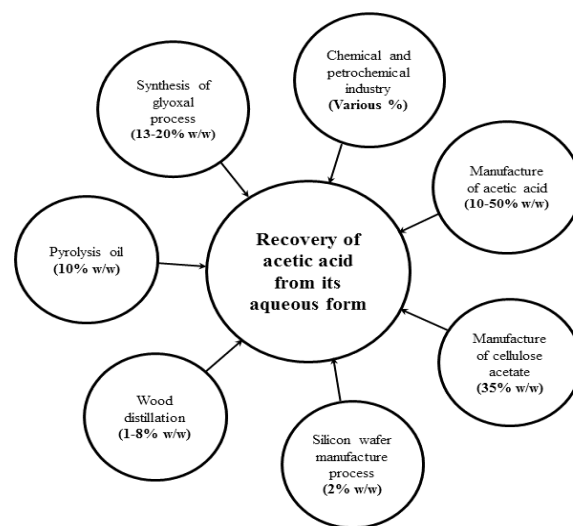 Chemical and
petrochemical
industry
(Various %)
Synthesis of
glyoxal
process
(13-20% w/w)
Manufacture
of acetic acid
(10-50% w/w)
Pyrolysis oil
(10% w/w)
Recovery of
acetic acid
from its
aqueous form
Manufacture
of cellulose
acetate
(35% w/w)
Wood
distillation
(1-8% w/w)
Silicon wafer
manufacture
process
(2% w/w)